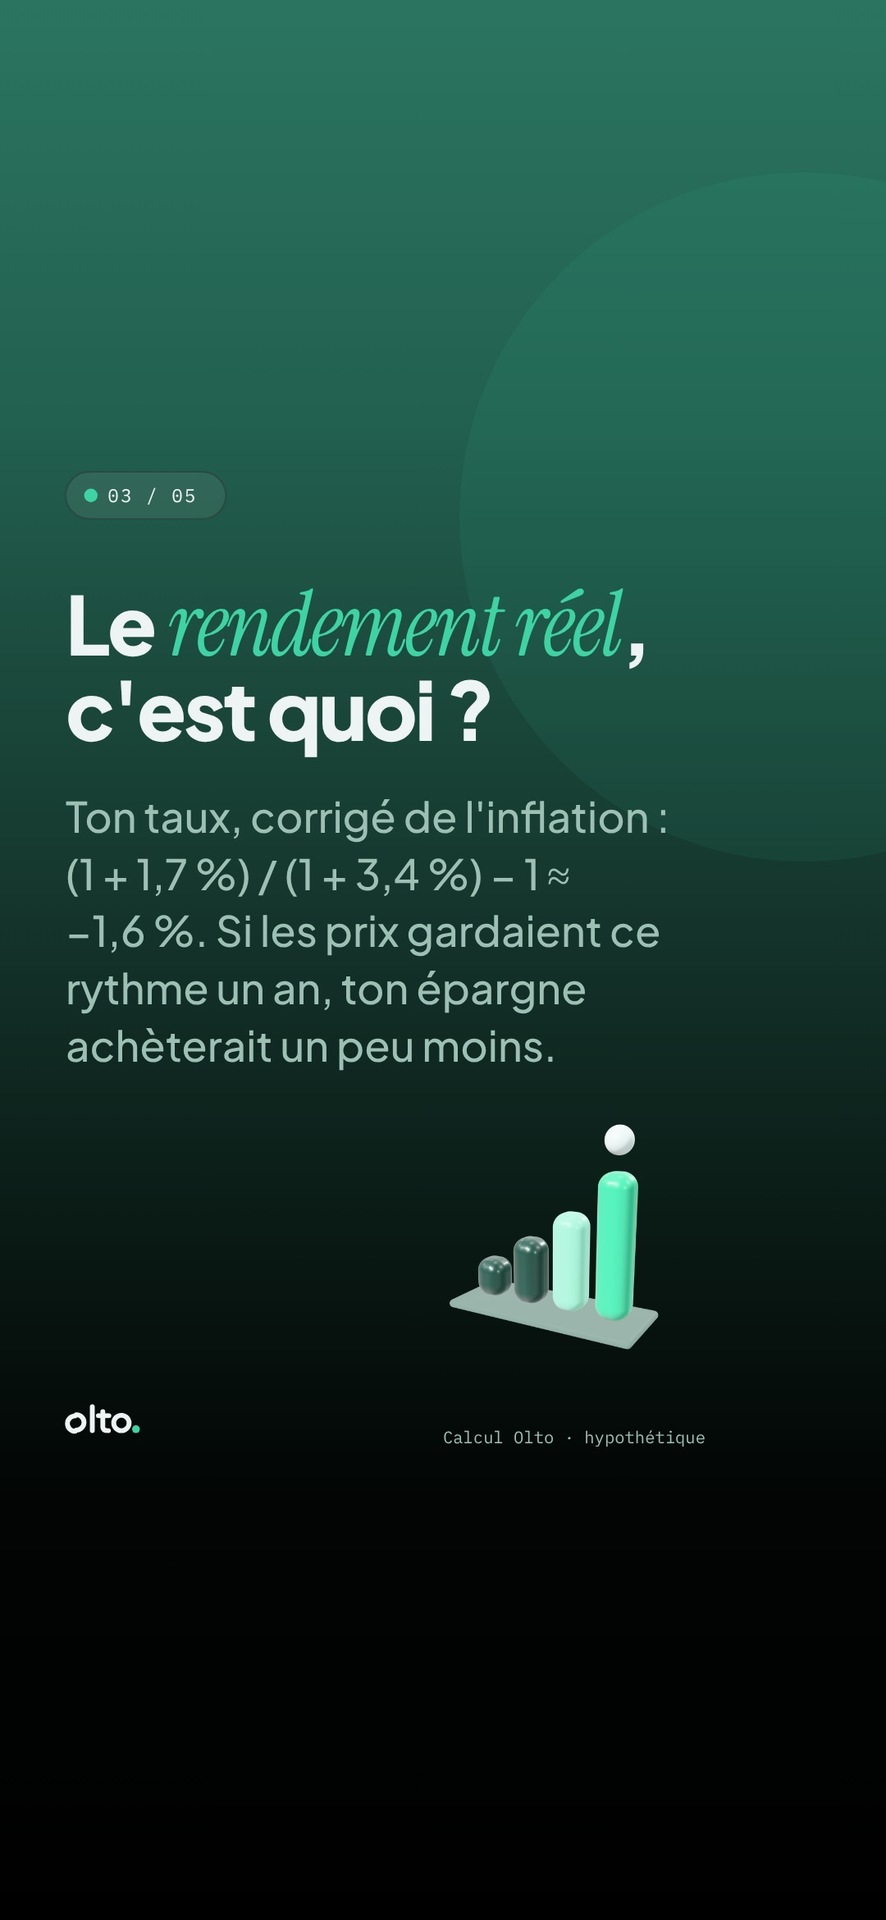 03 / 05
Le rendement réel,
c'est quoi ?
Ton taux, corrigé de l'inflation :
(1 + 1,7 %) / (1 + 3,4 %) – 1 ≈
−1,6 %. Si les prix gardaient ce
rythme un an, ton épargne
achèterait un peu moins.
olto.
Calcul Olto · hypothétique